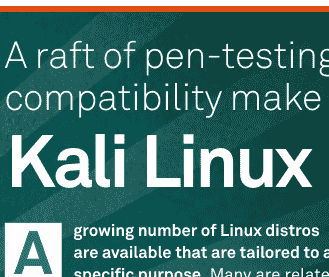 A raft of pen-testing
compatibility make
Kali Linux
A growing number of Linux distros
are available that are tailored to a
specific purpose. Many are relate